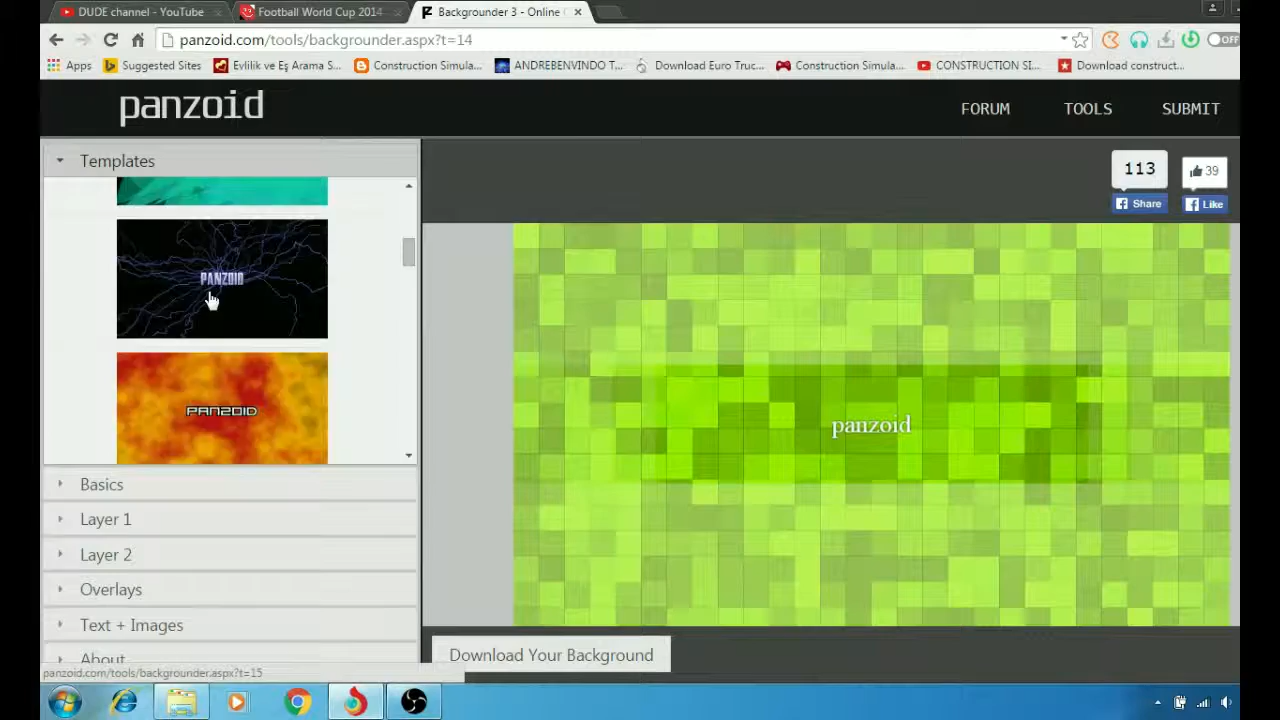 DUDE channel - YouTube
Football World Cup 2014
Backgrounder 3 - Online
panzoid.com/tools/backgrounder.aspx?t=14
OFF
Apps
Suggested Sites
Evlilik ve Eş Arama S...
Construction Simula...
ANDREBENVINDO T...
Download Euro Truc...
Construction Simula...
CONSTRUCTION SI...
Download construct...
panzoid
FORUM
TOOLS
SUBMIT
Templates
113
39
Share
Like
PANZOID
PANZOID
panzoid
Basics
Layer 1
Layer 2
Overlays
Text + Images
About
Download Your Background
panzoid.com/tools/backgrounder.aspx?t=15